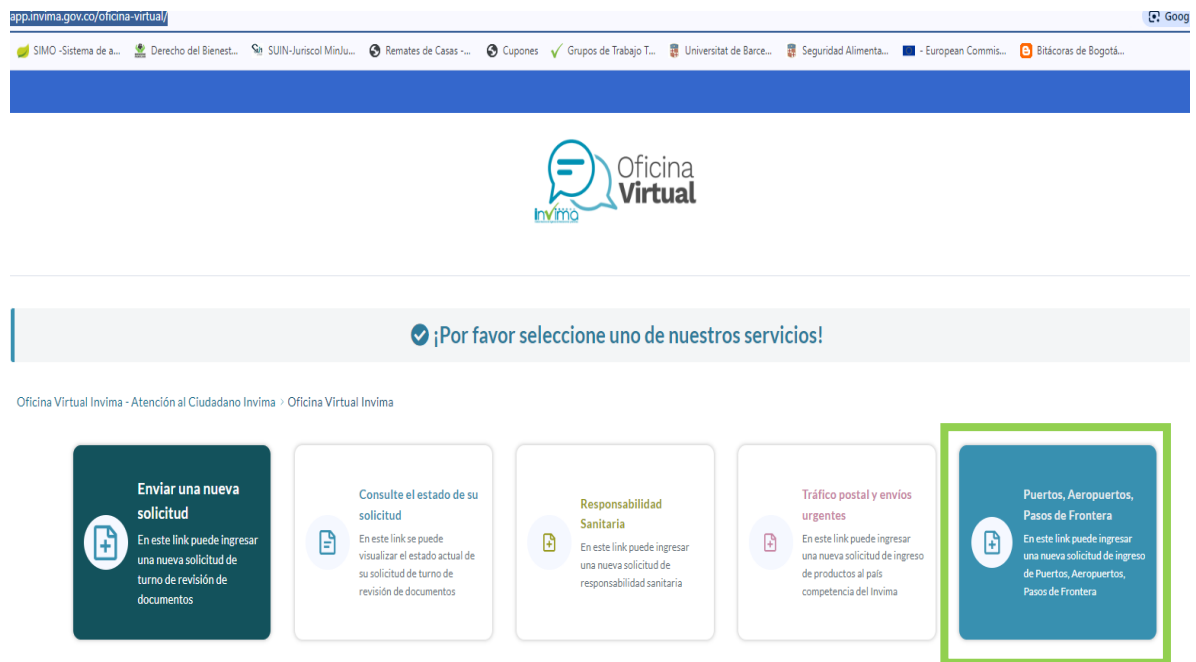 app.invima.gov.co/oficina-virtual/
Goog
SIMO -Sistema de a...
Derecho del Bienest...
SUIN-Juriscol MinJu...
Remates de Casas -...
Cupones
Grupos de Trabajo T...
Universitat de Barce...
Seguridad Alimenta...
- European Commis...
Bitácoras de Bogotá...
Oficina
Virtual
Invima
¡Por favor seleccione uno de nuestros servicios!
Oficina Virtual Invima - Atención al Ciudadano Invima > Oficina Virtual Invima
Enviar una nueva
solicitud
En este link puede ingresar
una nueva solicitud de
turno de revisión de
documentos
Consulte el estado de su
solicitud
En este link se puede
visualizar el estado actual de
su solicitud de turno de
revisión de documentos
Responsabilidad
Sanitaria
En este link puede ingresar
una nueva solicitud de
responsabilidad sanitaria
Tráfico postal y envíos
urgentes
En este link puede ingresar
una nueva solicitud de ingreso
de productos al país
competencia del Invima
Puertos, Aeropuertos,
Pasos de Frontera
En este link puede ingresar
una nueva solicitud de ingreso
de Puertos, Aeropuertos,
Pasos de Frontera